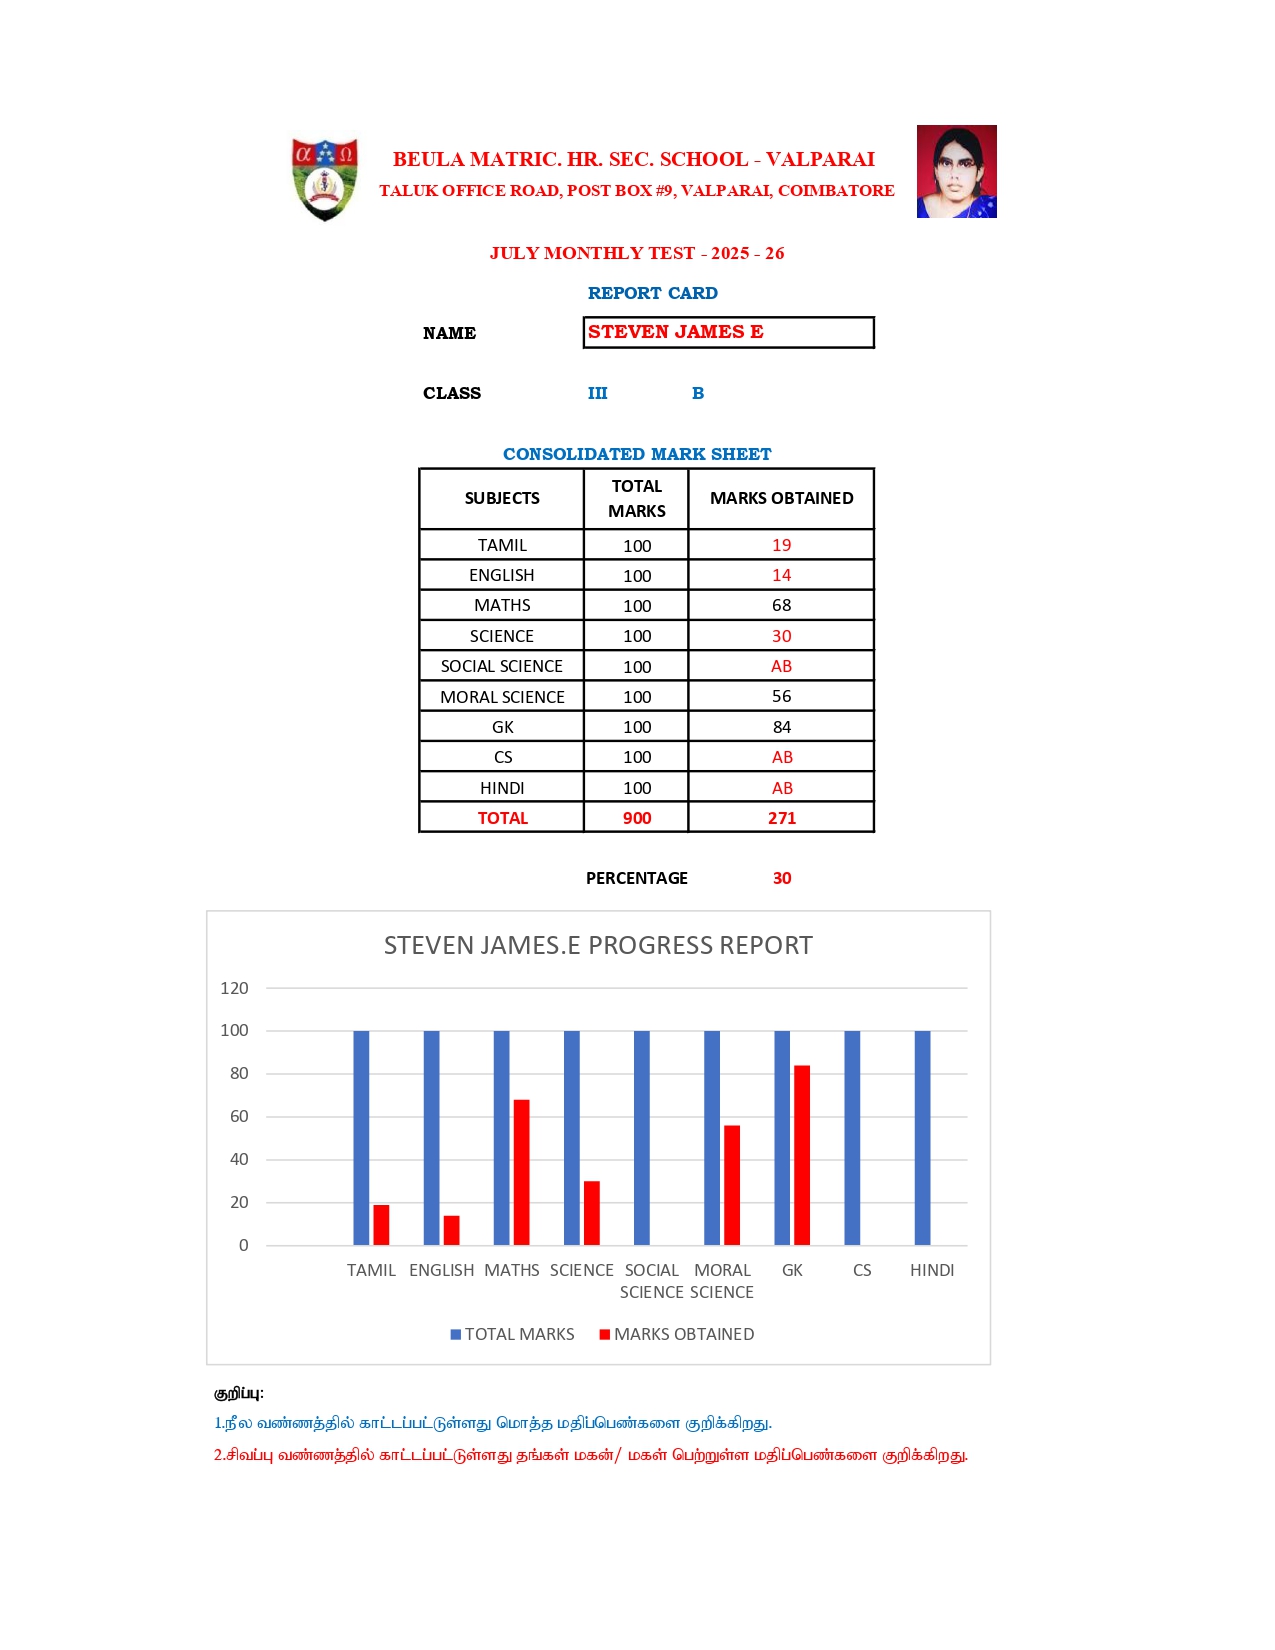 α Ω
BEULA MATRIC. HR. SEC. SCHOOL - VALPARAI
TALUK OFFICE ROAD, POST BOX #9, VALPARAI, COIMBATORE
JULY MONTHLY TEST - 2025 - 26
REPORT CARD
NAME STEVEN JAMES E
CLASS III B
CONSOLIDATED MARK SHEET
SUBJECTS TOTAL MARKS MARKS OBTAINED
TAMIL 100 19
ENGLISH 100 14
MATHS 100 68
SCIENCE 100 30
SOCIAL SCIENCE 100 AB
MORAL SCIENCE 100 56
GK 100 84
CS 100 AB
HINDI 100 AB
TOTAL 900 271
PERCENTAGE 30
STEVEN JAMES.E PROGRESS REPORT
120
100
80
60
40
20
0
TAMIL ENGLISH MATHS SCIENCE SOCIAL SCIENCE MORAL SCIENCE GK CS HINDI
TOTAL MARKS MARKS OBTAINED
குறிப்பு:
1.நீல வண்ணத்தில் காட்டப்பட்டுள்ளது மொத்த மதிப்பெண்களை குறிக்கிறது.
2.சிவப்பு வண்ணத்தில் காட்டப்பட்டுள்ளது தங்கள் மகன்/ மகள் பெற்றுள்ள மதிப்பெண்களை குறிக்கிறது.